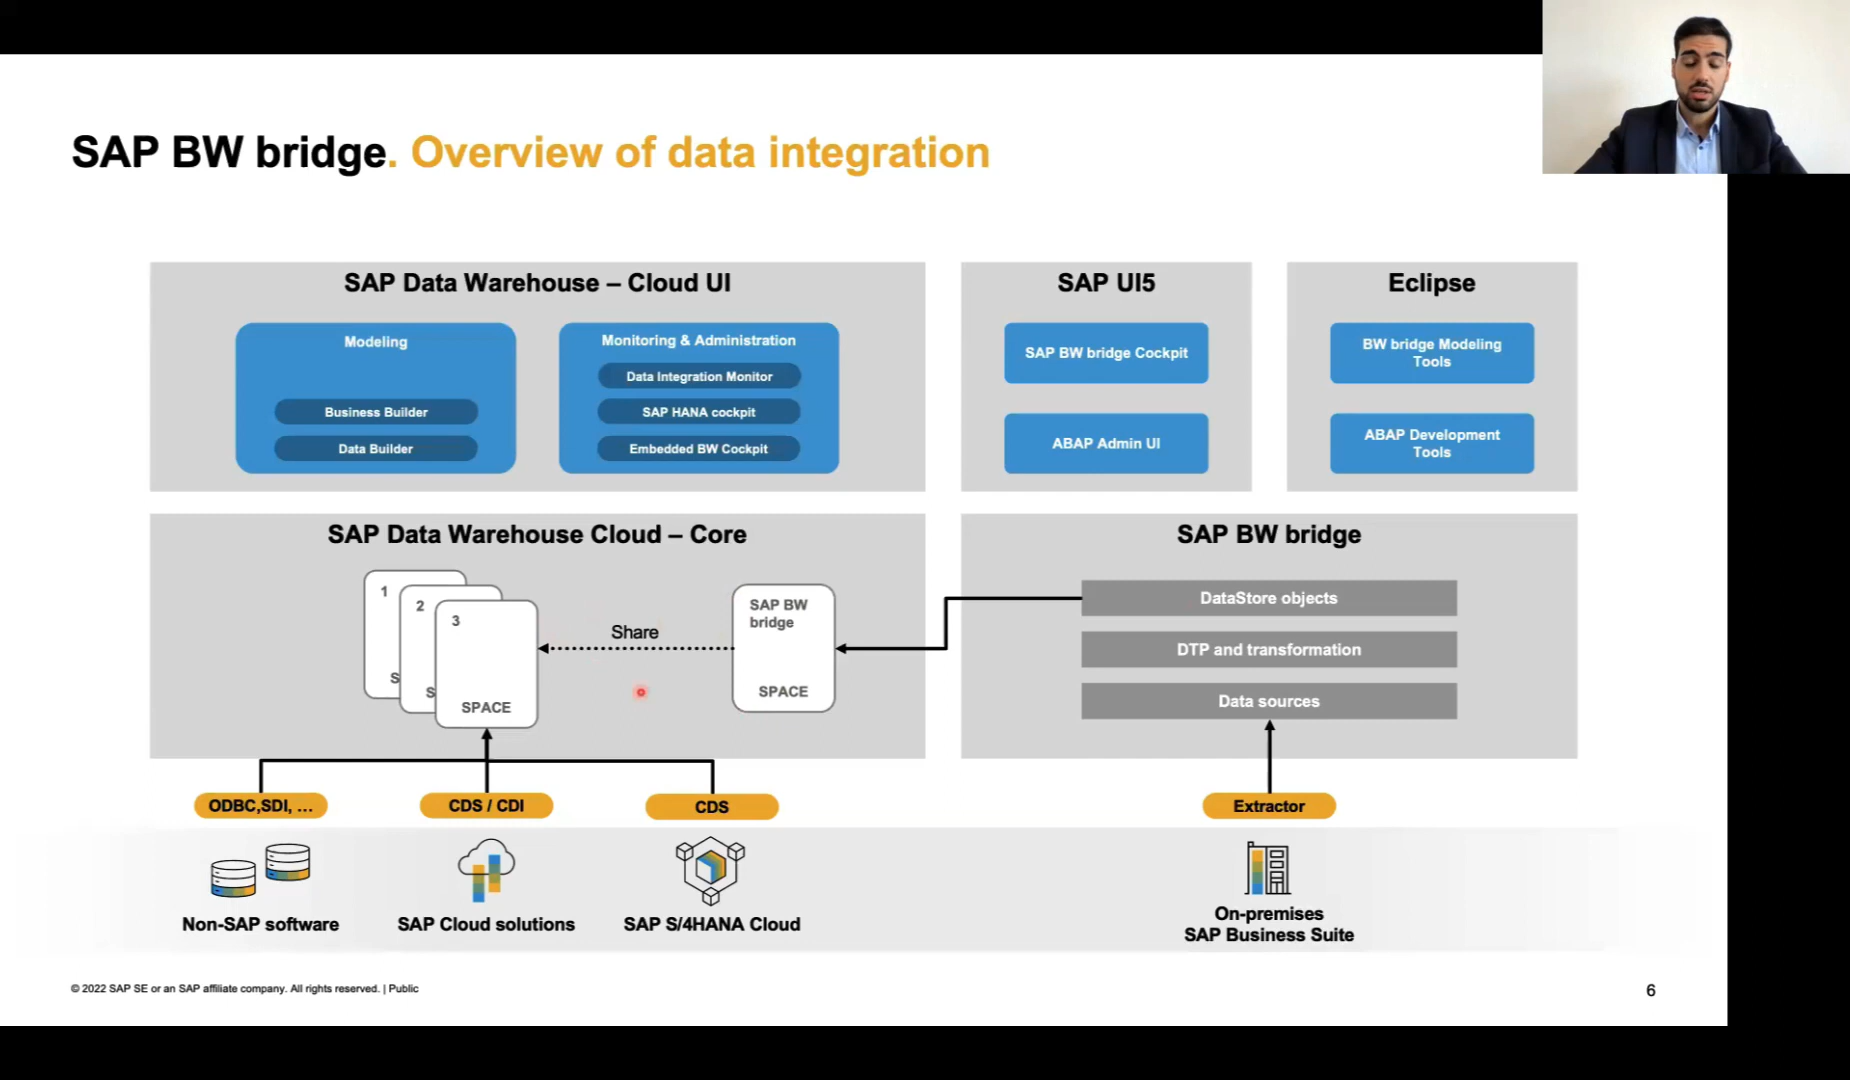 SAP BW bridge. Overview of data integration
SAP Data Warehouse – Cloud UI
Modeling
Business Builder
Data Builder
Monitoring & Administration
Data Integration Monitor
SAP HANA cockpit
Embedded BW Cockpit
SAP UI5
SAP BW bridge Cockpit
ABAP Admin UI
Eclipse
BW bridge Modeling
Tools
ABAP Development
Tools
SAP Data Warehouse Cloud – Core
1
S
2
S
3
SPACE
Share
SAP BW
bridge
SPACE
SAP BW bridge
DataStore objects
DTP and transformation
Data sources
ODBC,SDI, ...
CDS / CDI
CDS
Extractor
Non-SAP software
SAP Cloud solutions
SAP S/4HANA Cloud
On-premises
SAP Business Suite
© 2022 SAP SE or an SAP affiliate company. All rights reserved. | Public
6